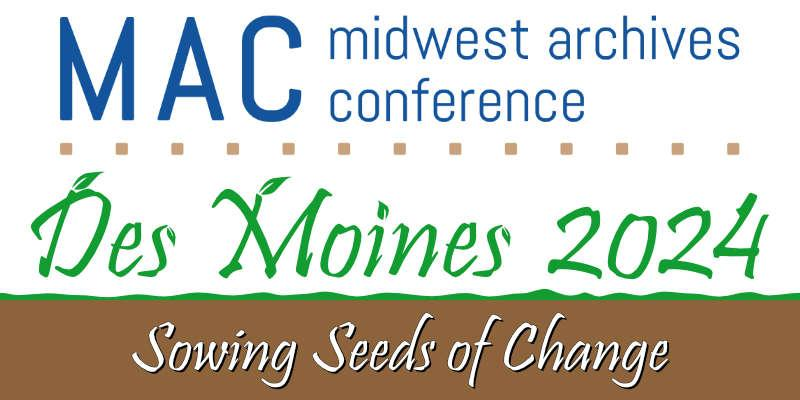 MAC midwest archives
conference
Des Moines 2024
Sowing Seeds of Change